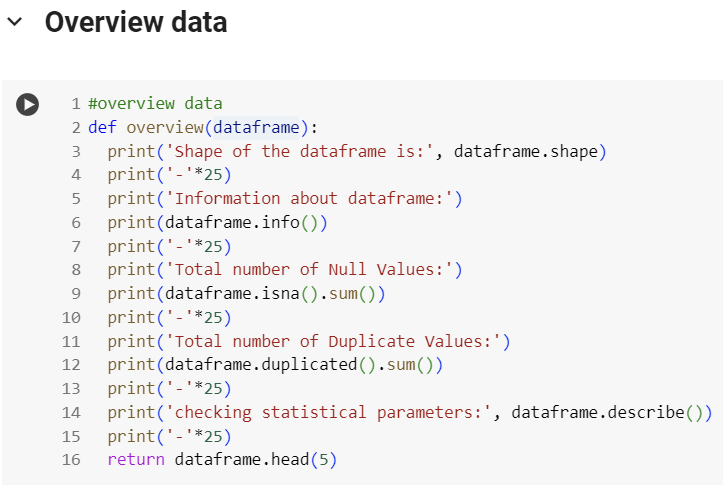 Overview data
1 #overview data
2 def overview(dataframe):
3   print('Shape of the dataframe is:', dataframe.shape)
4   print('-'*25)
5   print('Information about dataframe:')
6   print(dataframe.info())
7   print('-'*25)
8   print('Total number of Null Values:')
9   print(dataframe.isna().sum())
10   print('-'*25)
11   print('Total number of Duplicate Values:')
12   print(dataframe.duplicated().sum())
13   print('-'*25)
14   print('checking statistical parameters:', dataframe.describe())
15   print('-'*25)
16   return dataframe.head(5)